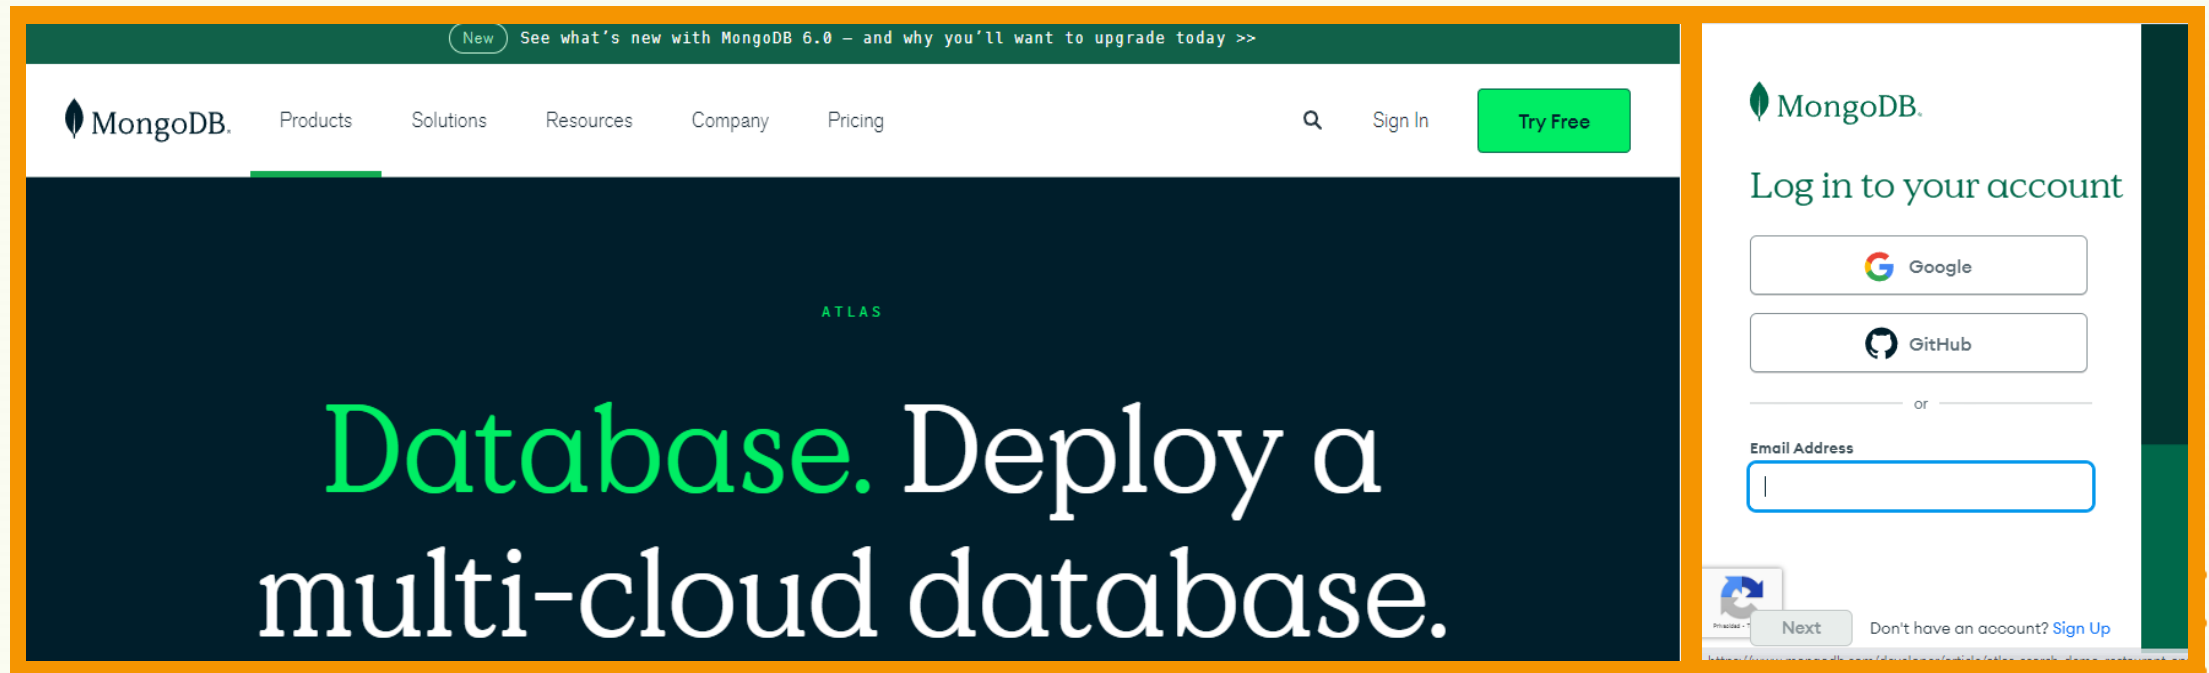 New See what's new with MongoDB 6.0 – and why you'll want to upgrade today >>
MongoDB. Products Solutions Resources Company Pricing Sign In Try Free
ATLAS
Database. Deploy a
multi-cloud database.
MongoDB.
Log in to your account
Google
GitHub
or
Email Address
Next Don't have an account? Sign Up